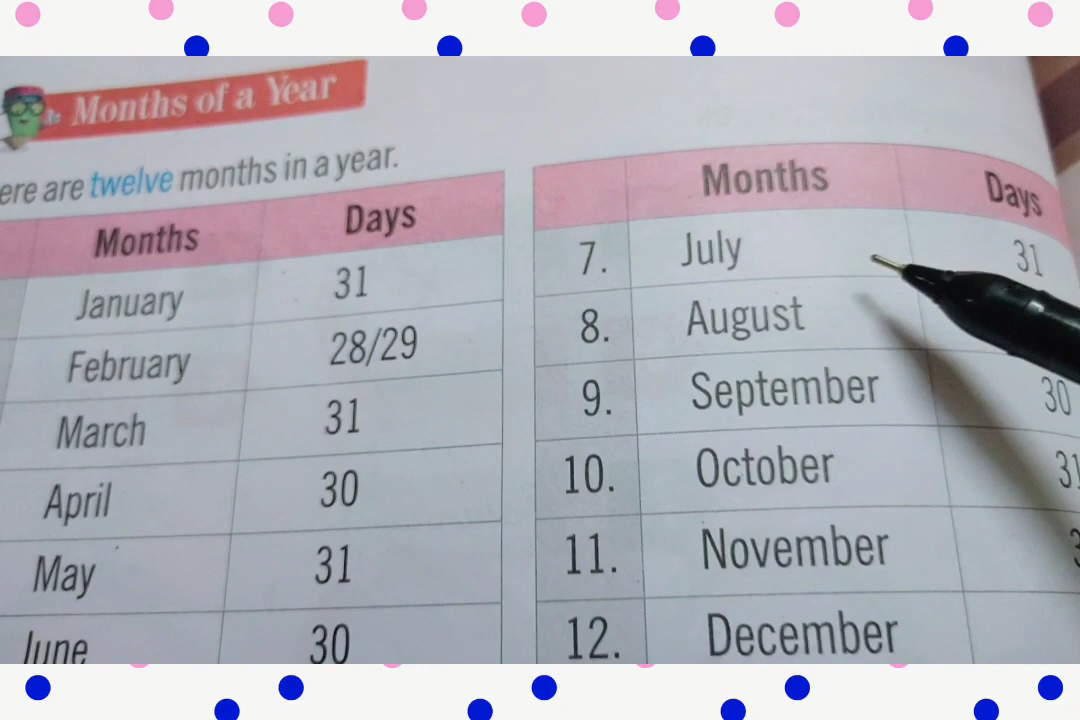 Months of a Year
ere are twelve months in a year.
Months Days
January 31
February 28/29
March 31
April 30
May 31
June 30
Months Days
7. July 31
8. August
9. September 30
10. October 31
11. November 3
12. December